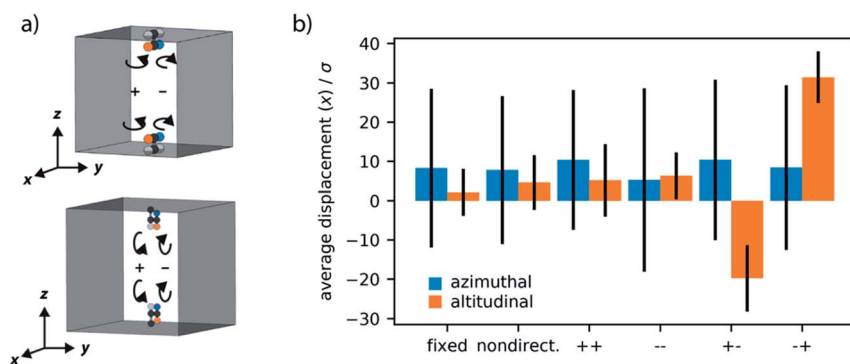 a)
z
+ −
x y
z
+ −
x y
b)
average displacement (x) / σ
40
30
20
10
0
−10
−20
−30
azimuthal
altitudinal
fixed nondirect. ++ -- +- -+